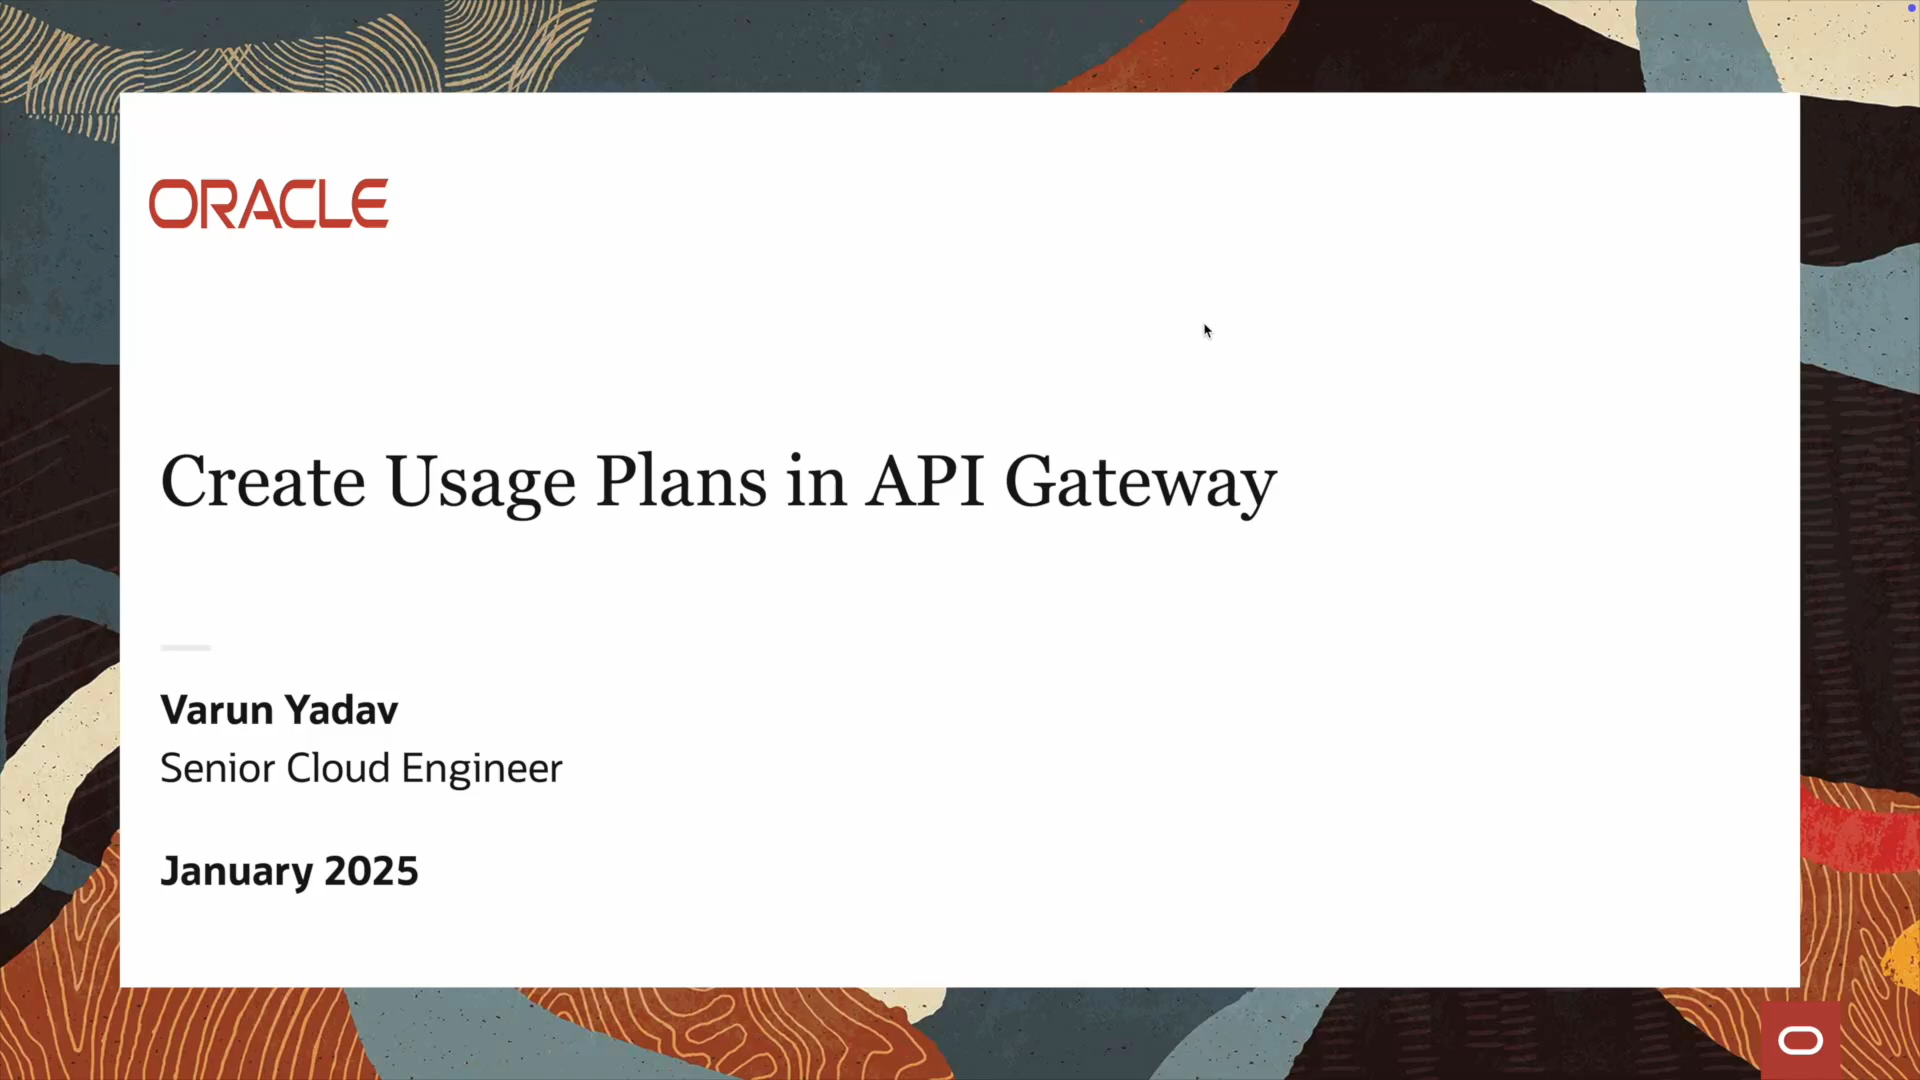 ORACLE
Create Usage Plans in API Gateway
Varun Yadav
Senior Cloud Engineer
January 2025